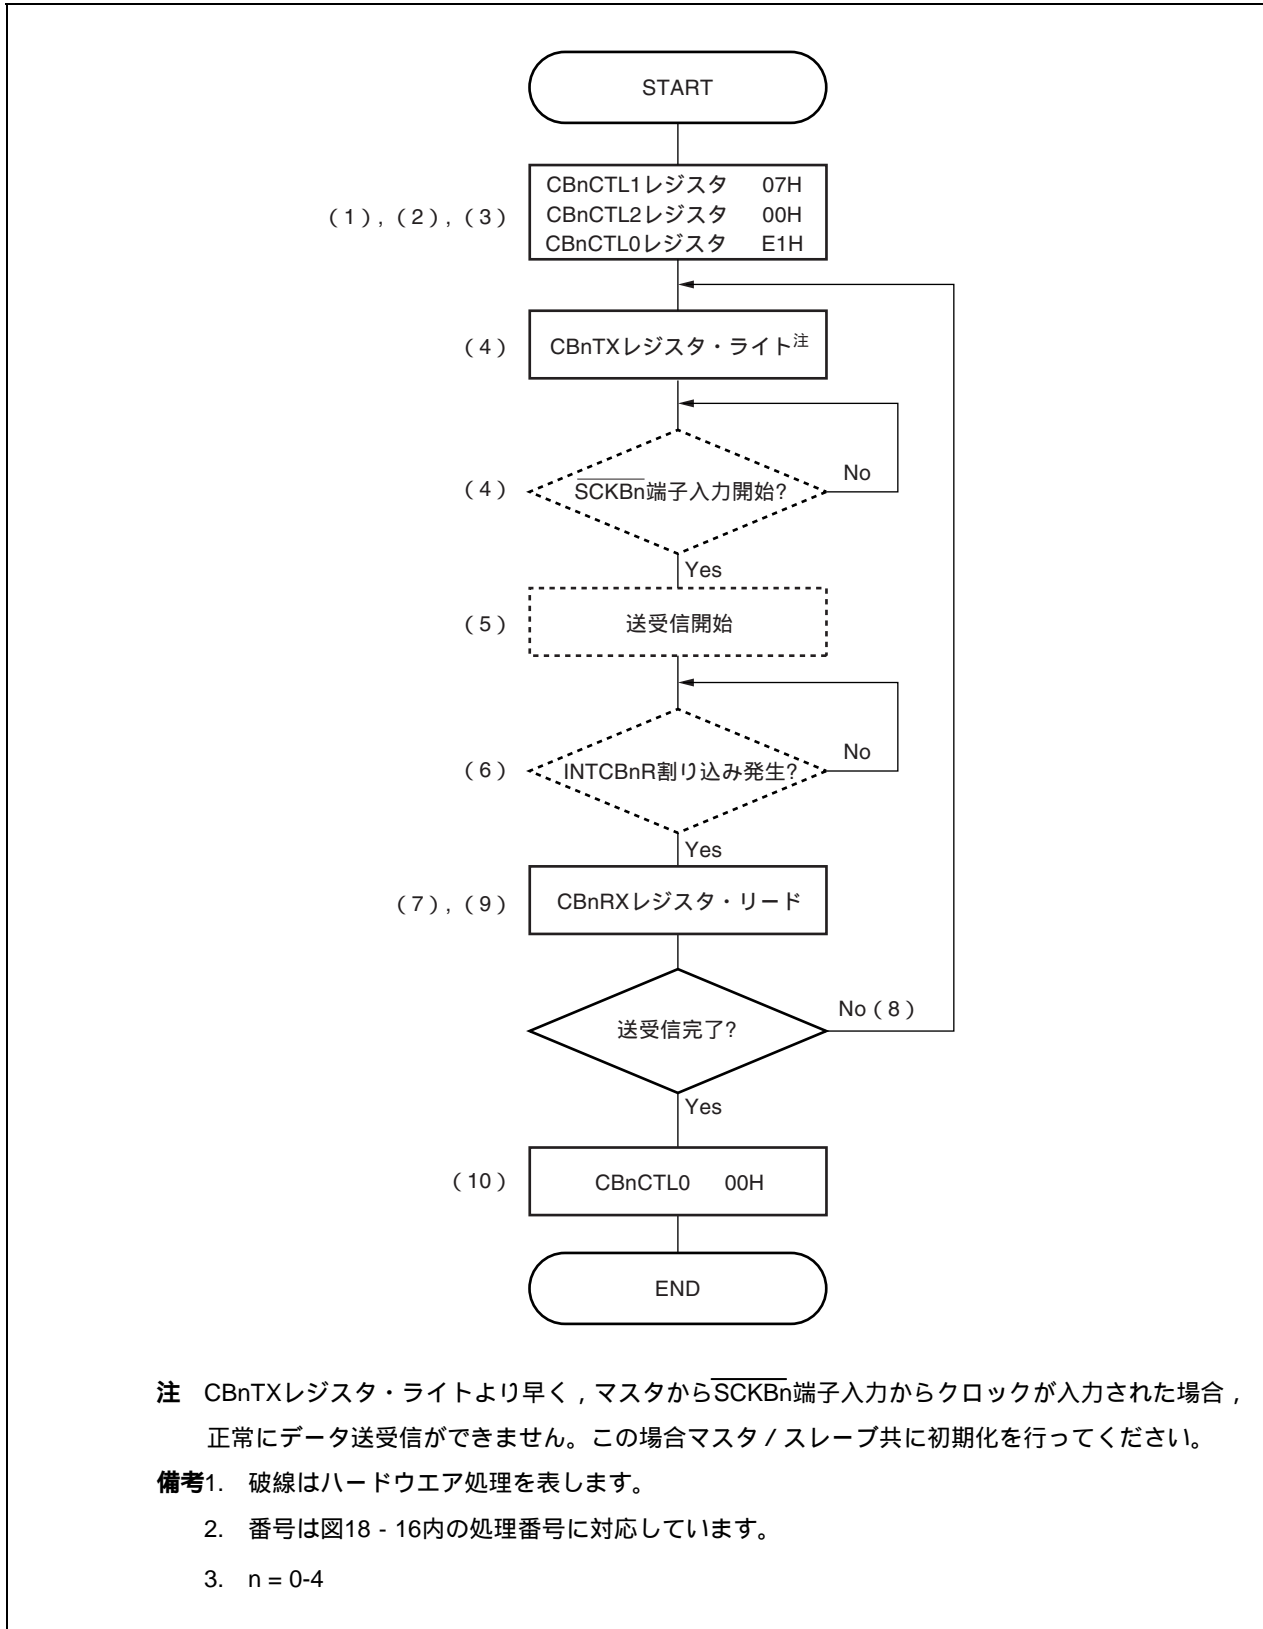 START
CBnCTL1レジスタ 07H
(1), (2), (3) CBnCTL2レジスタ 00H
CBnCTL0レジスタ E1H
(4) CBnTXレジスタ・ライト注
(4) SCKBn端子入力開始? No
Yes
(5) 送受信開始
(6) INTCBnR割り込み発生? No
Yes
(7), (9) CBnRXレジスタ・リード
送受信完了? No (8)
Yes
(10) CBnCTL0 00H
END
注 CBnTXレジスタ・ライトより早く,マスタからSCKBn端子入力からクロックが入力された場合,
正常にデータ送受信ができません。この場合マスタ/スレーブ共に初期化を行ってください。
備考1. 破線はハードウエア処理を表します。
2. 番号は図18-16内の処理番号に対応しています。
3. n = 0-4